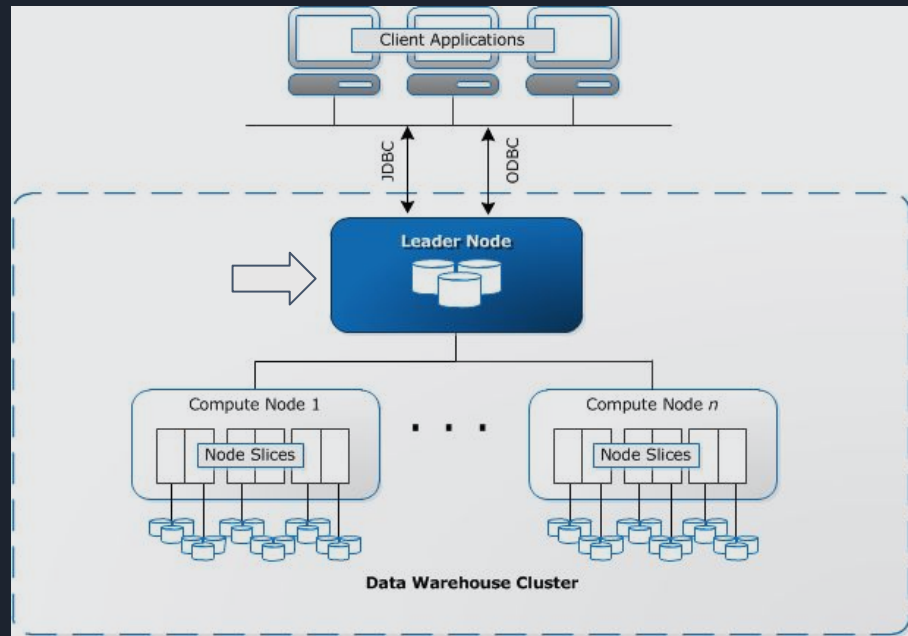 Client Applications
JDBC
ODBC
Leader Node
Compute Node 1
Compute Node n
. . .
Node Slices
Node Slices
Data Warehouse Cluster